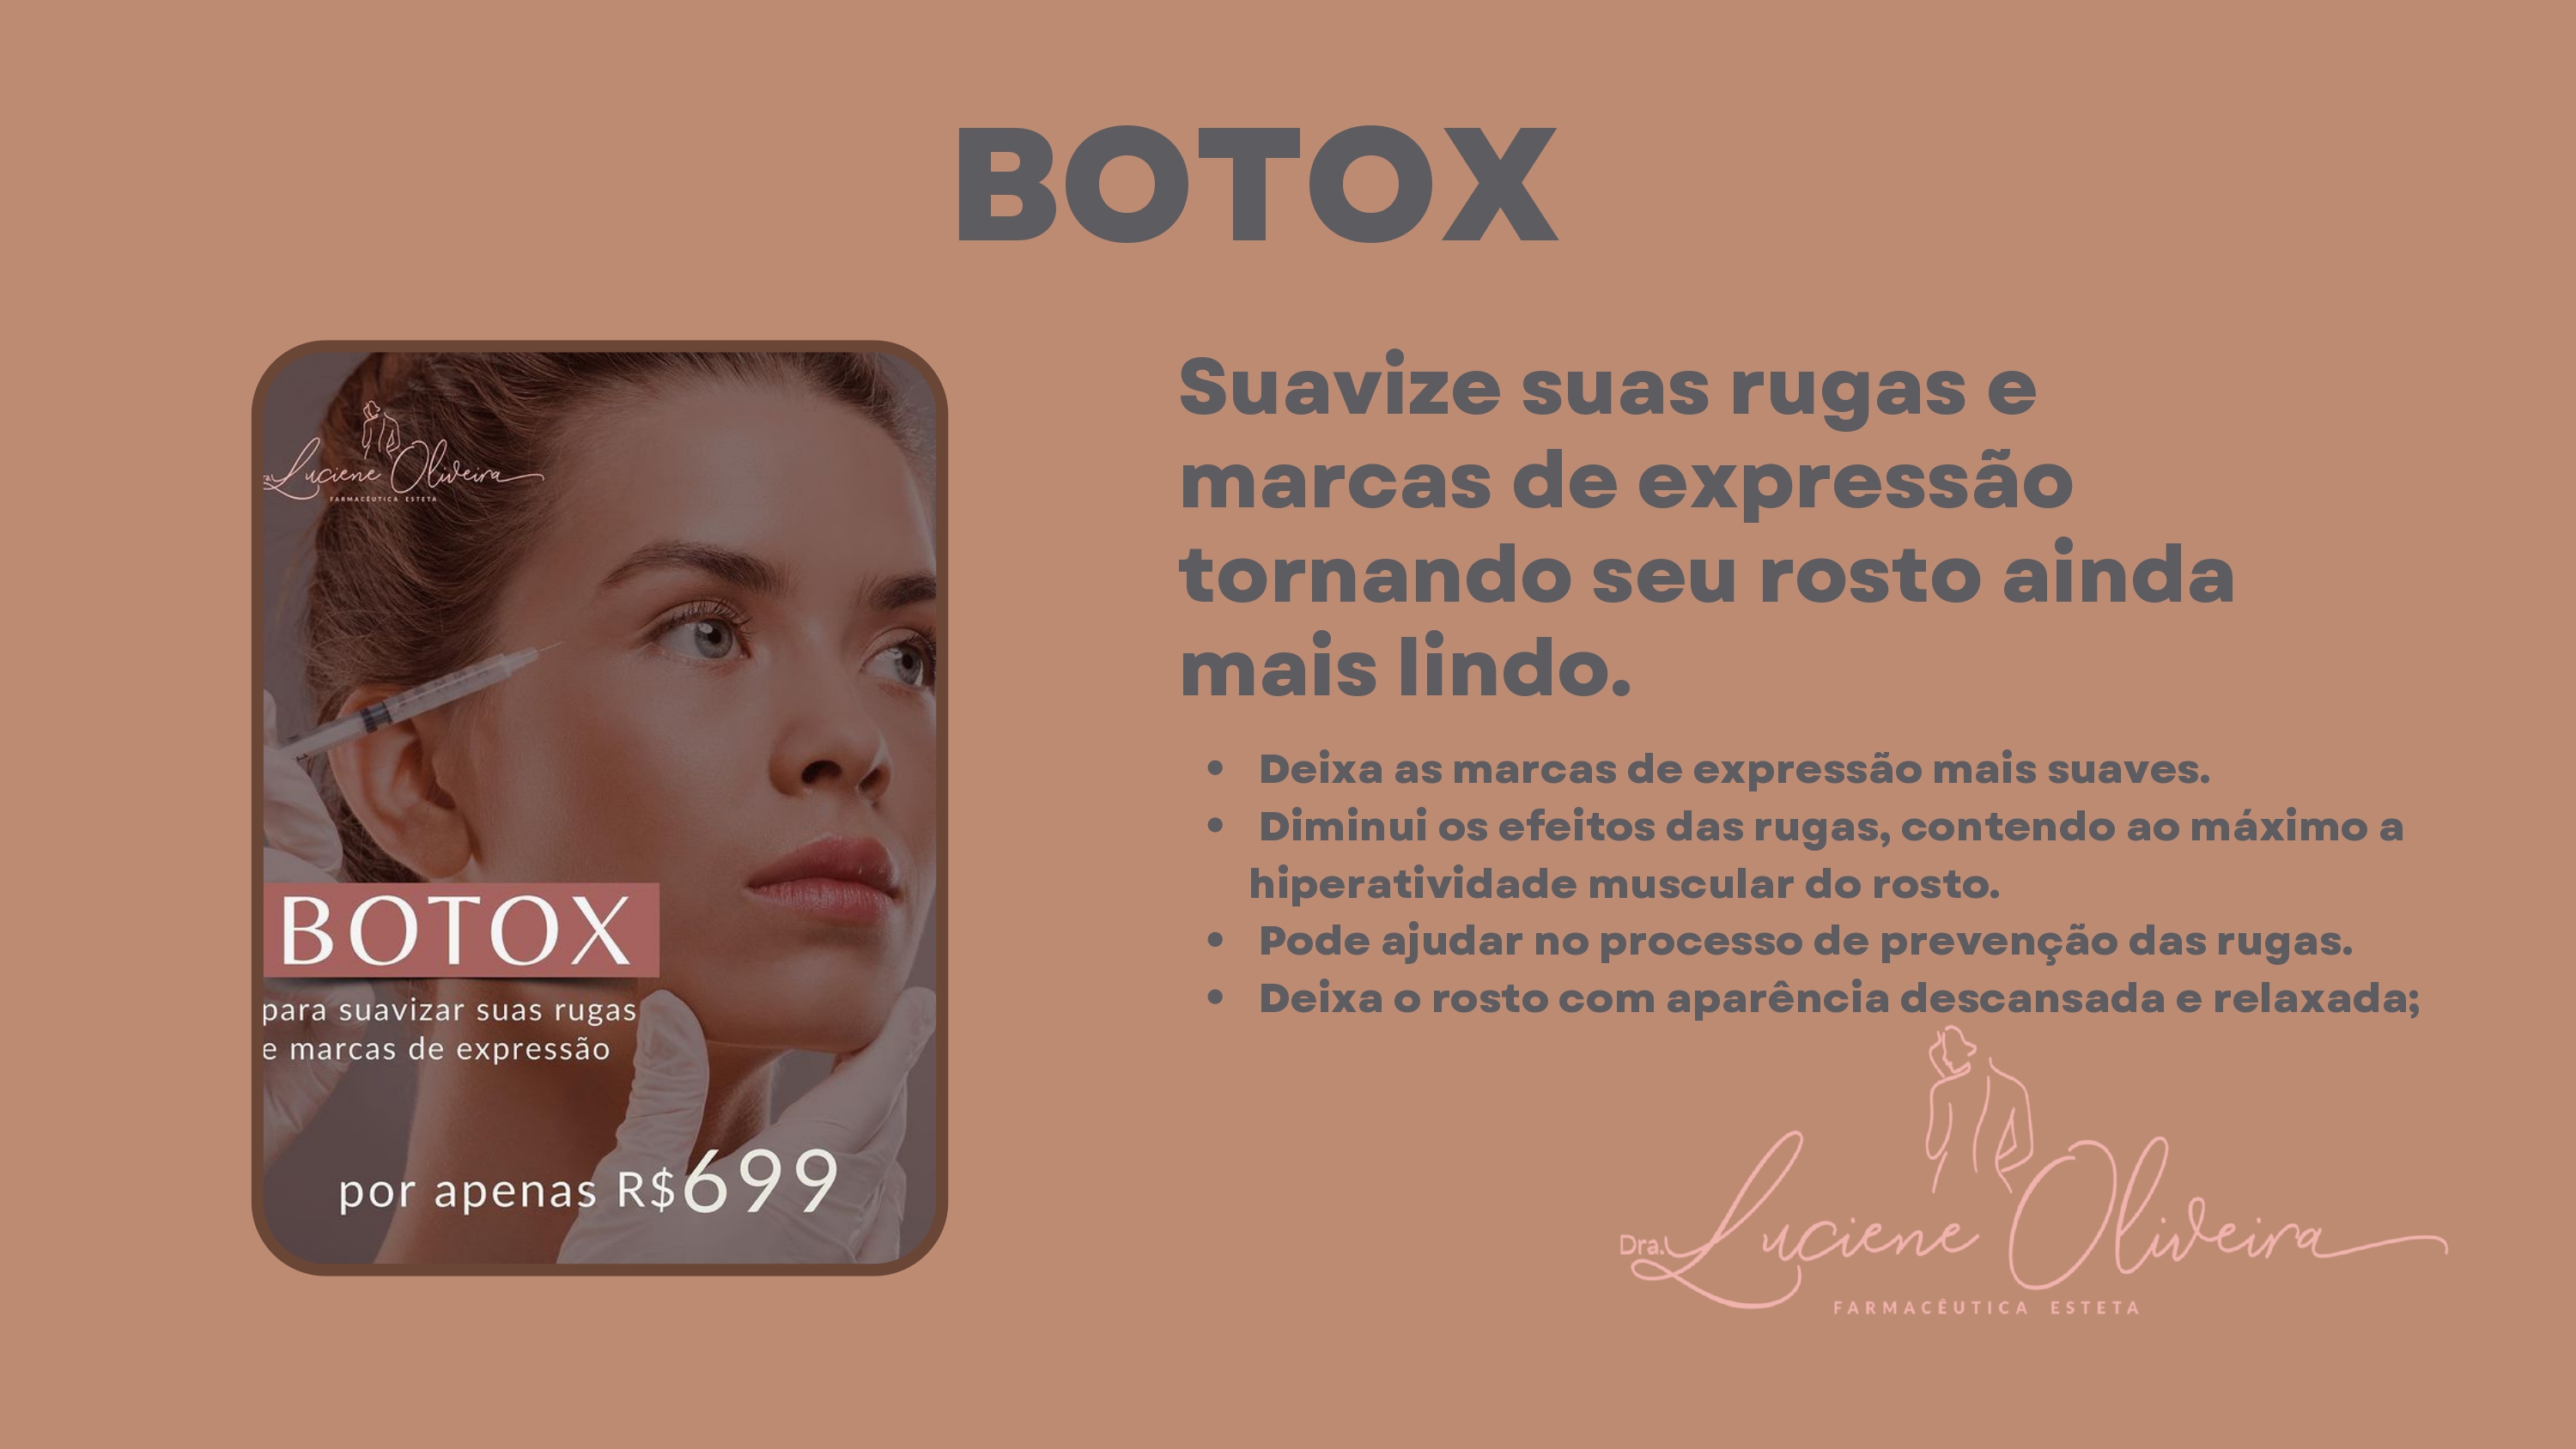 BOTOX
Luciene Oliveira
FARMACÊUTICA ESTETA
BOTOX
para suavizar suas rugas
e marcas de expressão
por apenas R$699
Suavize suas rugas e
marcas de expressão
tornando seu rosto ainda
mais lindo.
• Deixa as marcas de expressão mais suaves.
• Diminui os efeitos das rugas, contendo ao máximo a
hiperatividade muscular do rosto.
• Pode ajudar no processo de prevenção das rugas.
• Deixa o rosto com aparência descansada e relaxada;
Dra. Luciene Oliveira
FARMACÊUTICA ESTETA